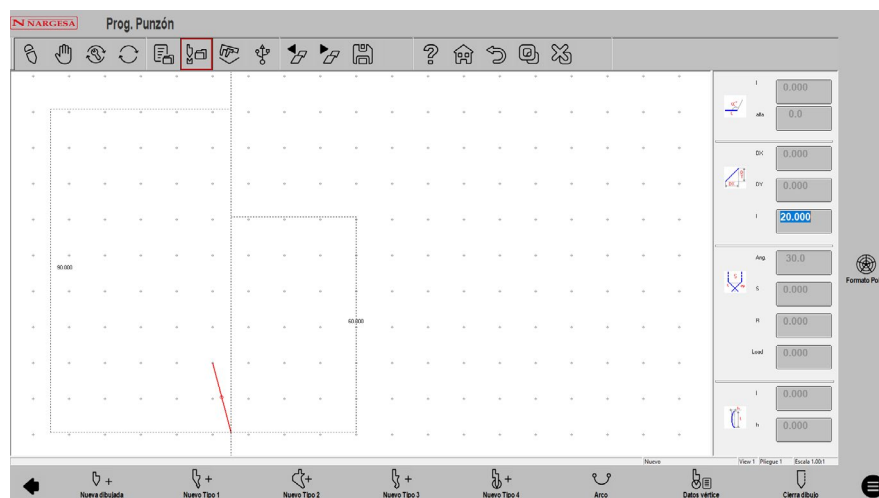 NARGESA Prog. Punzón
l 0.000
alfa 0.0
DX 0.000
DY 0.000
l 20.000
Ang. 30.0
S 0.000
R 0.000
Load 0.000
l 0.000
h 0.000
90.000
60.000
Formato Po
Nuevo View 1 Pliegue 1 Escala 1.00:1
Nueva dibujada
Nuevo Tipo 1
Nuevo Tipo 2
Nuevo Tipo 3
Nuevo Tipo 4
Arco
Datos vértice
Cierra dibujo